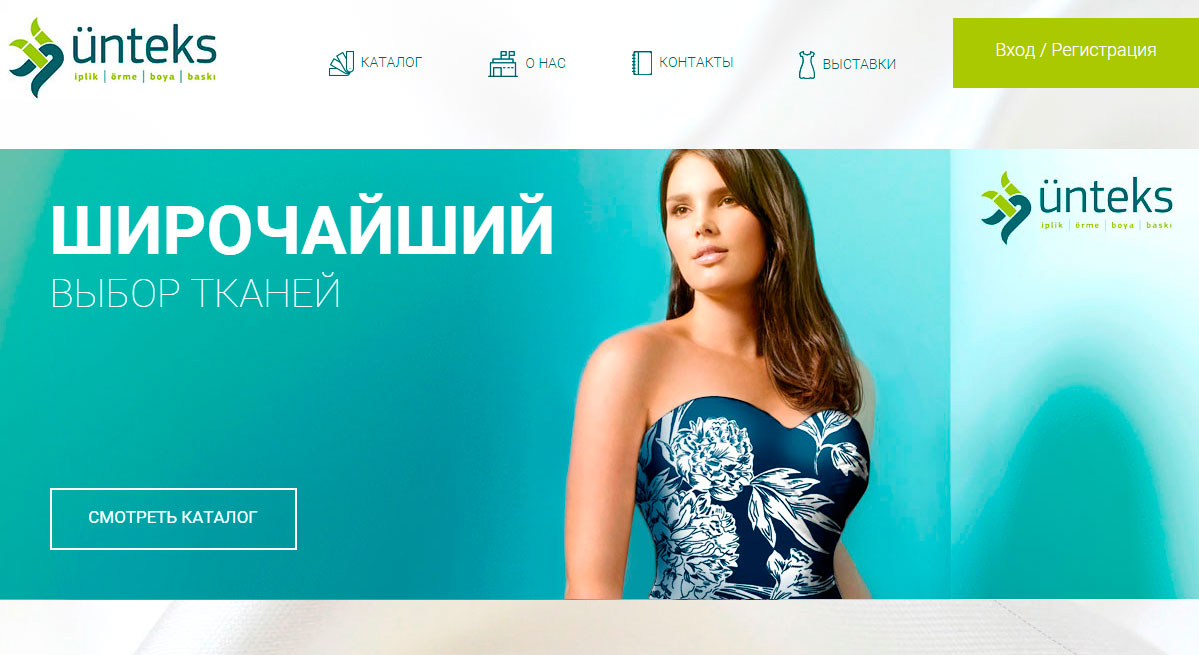 ünteks
iplik | örme | boya | baskı
КАТАЛОГ
О НАС
КОНТАКТЫ
ВЫСТАВКИ
Вход / Регистрация
ШИРОЧАЙШИЙ
ВЫБОР ТКАНЕЙ
СМОТРЕТЬ КАТАЛОГ
ünteks
iplik | örme | boya | baskı